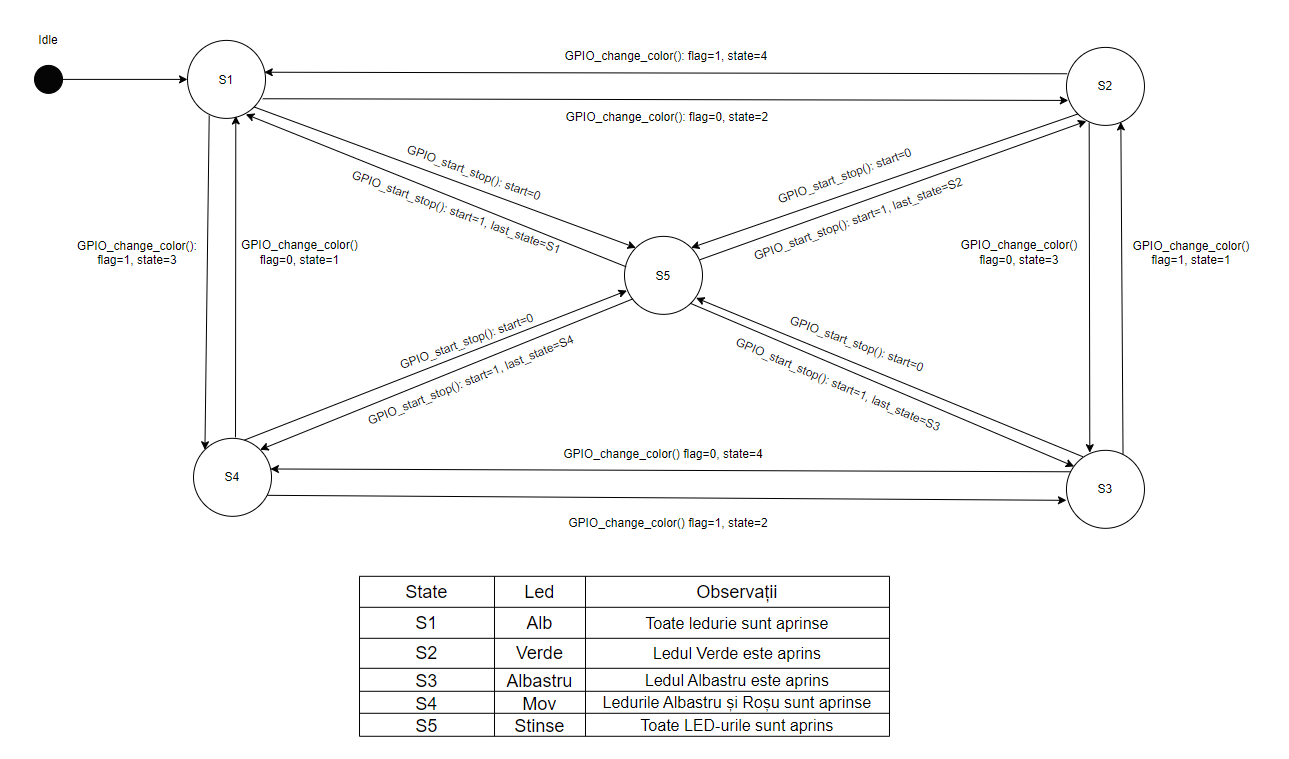 Idle
S1
GPIO_change_color(): flag=1, state=4
S2
GPIO_change_color(): flag=0, state=2
GPIO_start_stop(): start=0
GPIO_start_stop(): start=1, last_state=S1
GPIO_start_stop(): start=0
GPIO_start_stop(): start=1, last_state=S2
GPIO_change_color():
flag=1, state=3
GPIO_change_color()
flag=0, state=1
S5
GPIO_change_color()
flag=0, state=3
GPIO_change_color()
flag=1, state=1
GPIO_start_stop(): start=0
GPIO_start_stop(): start=1, last_state=S4
GPIO_start_stop(): start=0
GPIO_start_stop(): start=1, last_state=S3
S4
GPIO_change_color() flag=0, state=4
S3
GPIO_change_color() flag=1, state=2
State Led Observații
S1 Alb Toate ledurie sunt aprinse
S2 Verde Ledul Verde este aprins
S3 Albastru Ledul Albastru este aprins
S4 Mov Ledurile Albastru și Roșu sunt aprinse
S5 Stinse Toate LED-urile sunt aprins